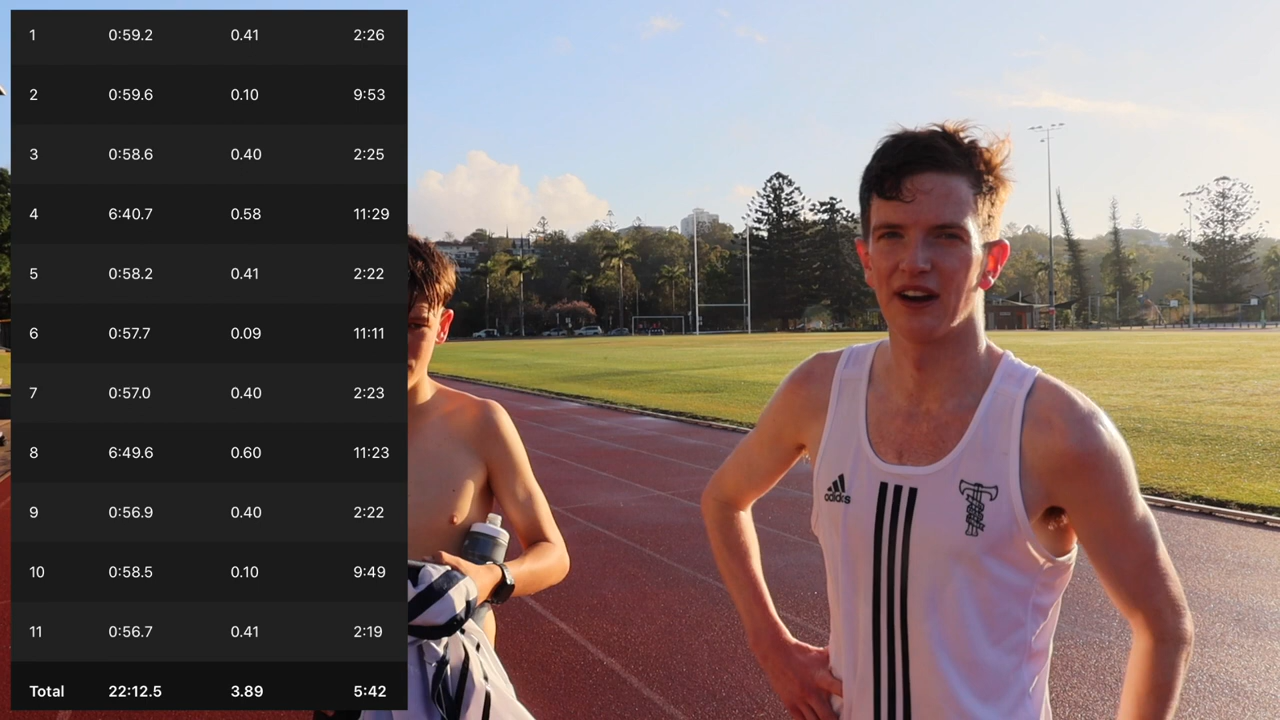 1 0:59.2 0.41 2:26
2 0:59.6 0.10 9:53
3 0:58.6 0.40 2:25
4 6:40.7 0.58 11:29
5 0:58.2 0.41 2:22
6 0:57.7 0.09 11:11
7 0:57.0 0.40 2:23
8 6:49.6 0.60 11:23
9 0:56.9 0.40 2:22
10 0:58.5 0.10 9:49
11 0:56.7 0.41 2:19
Total 22:12.5 3.89 5:42
adidas